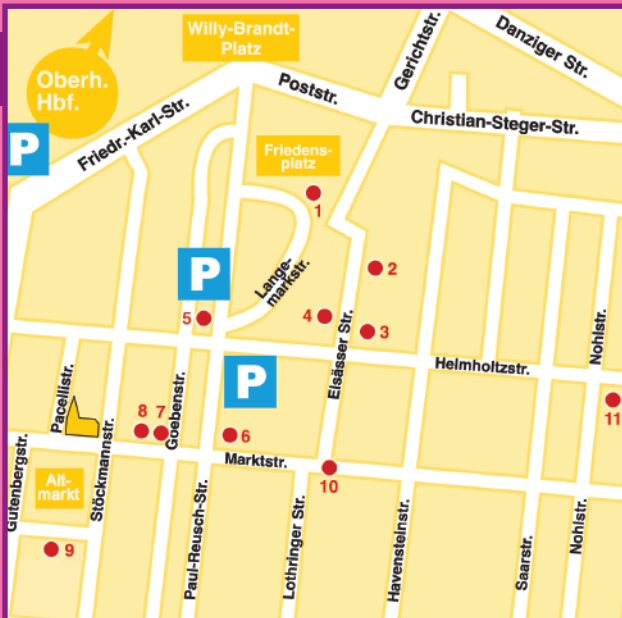 Willy-Brandt-
Platz
Gerichtstr.
Danziger Str.
Oberh.
Hbf.
Poststr.
Friedr.-Karl-Str.
Christian-Steger-Str.
P
Friedens-
platz
1
P
Lange-
markstr.
2
5
4
3
Elsässer Str.
Helmholtzstr.
Nohlstr.
P
Pacellistr.
Goebenstr.
11
8 7
6
Stöckmannstr.
Gutenbergstr.
Marktstr.
10
Alt-
markt
9
Paul-Reusch-Str.
Lothringer Str.
Havensteinstr.
Saarstr.
Nohlstr.